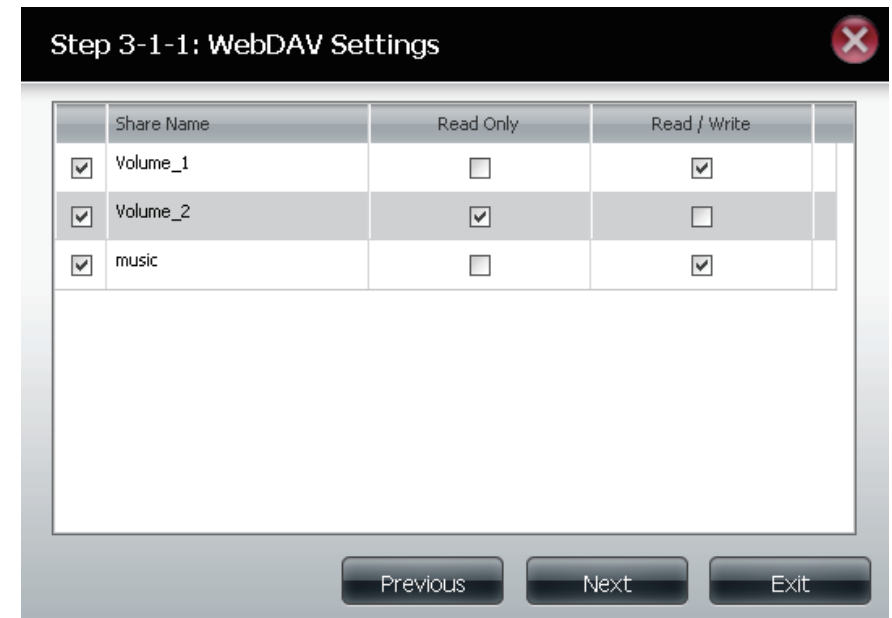 Step 3-1-1: WebDAV Settings
Share Name Read Only Read / Write
Volume_1
Volume_2
music
Previous Next Exit